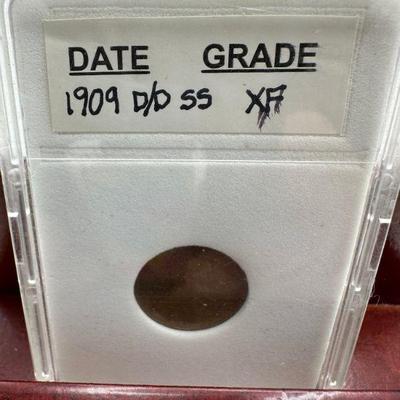 DATE GRADE
1909 D/D SS XF